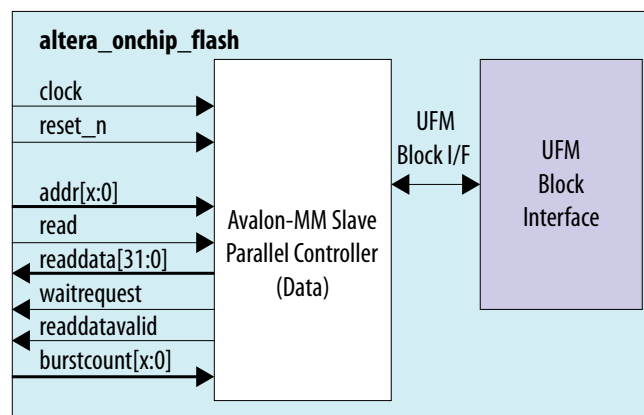 altera_onchip_flash
clock
reset_n
addr[x:0]
read
readdata[31:0]
waitrequest
readdatavalid
burstcount[x:0]
Avalon-MM Slave
Parallel Controller
(Data)
UFM
Block I/F
UFM
Block
Interface